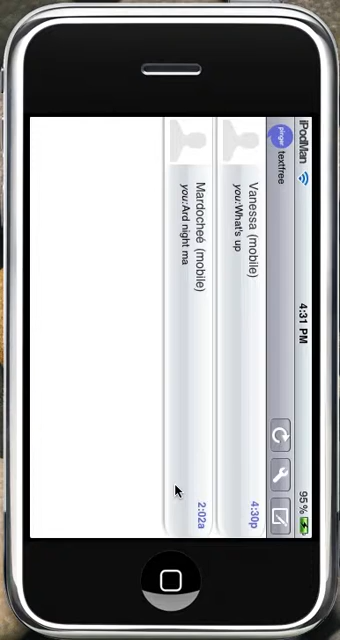 iPodMan 4:31 PM 95 %
pinger textfree
Vanessa (mobile) 4:30p
you:What's up
Mardocheé (mobile) 2:02a
you:Ard night ma